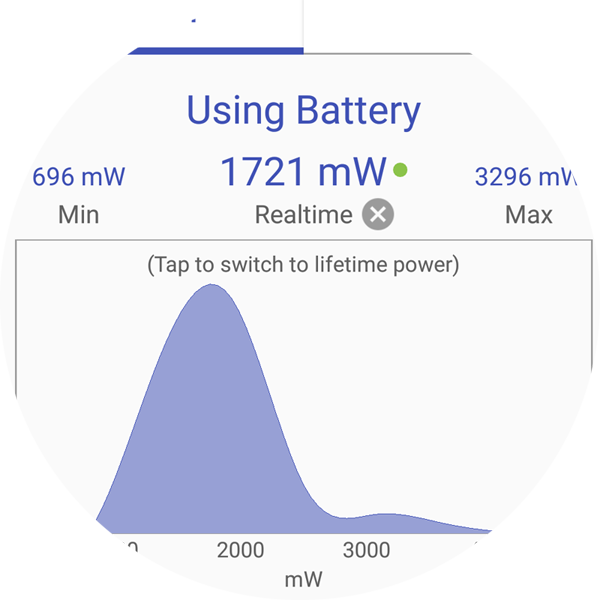 Using Battery
696 mW 1721 mW 3296 mW
Min Realtime Max
(Tap to switch to lifetime power)
2000 3000
mW